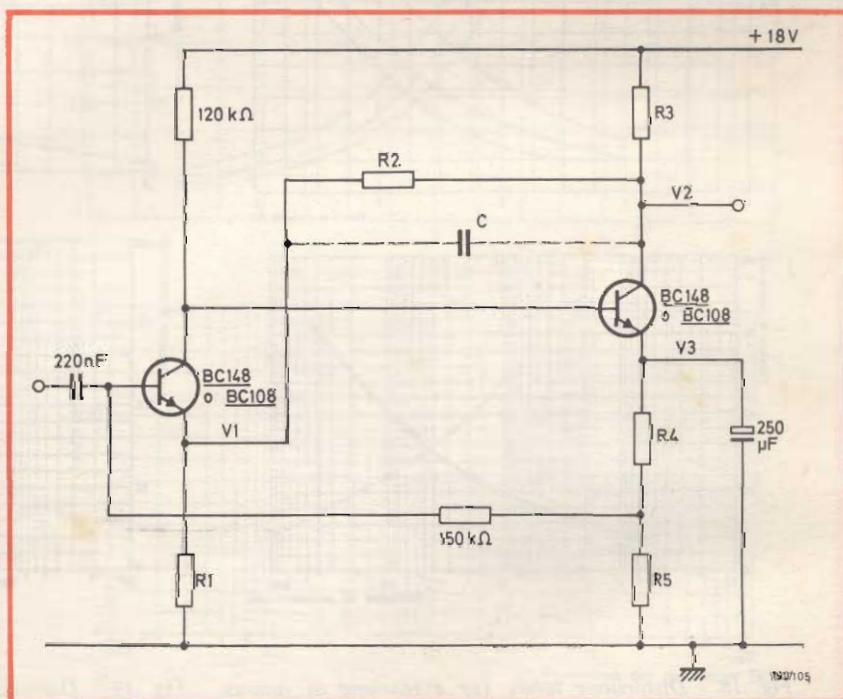 + 18V
120 kΩ
R3
R2
V2
C
BC148
o BC108
220nF
BC148
o BC108
V3
V1
R4
250
µF
150 kΩ
R1
R5